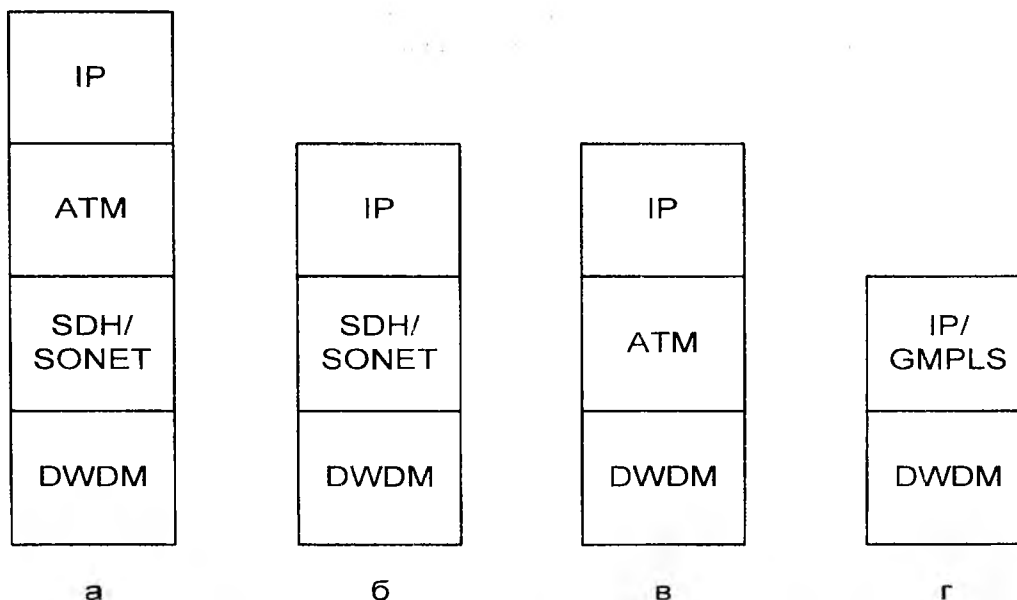 IP
ATM
SDH/
SONET
DWDM
а
IP
SDH/
SONET
DWDM
б
IP
ATM
DWDM
в
IP/
GMPLS
DWDM
г